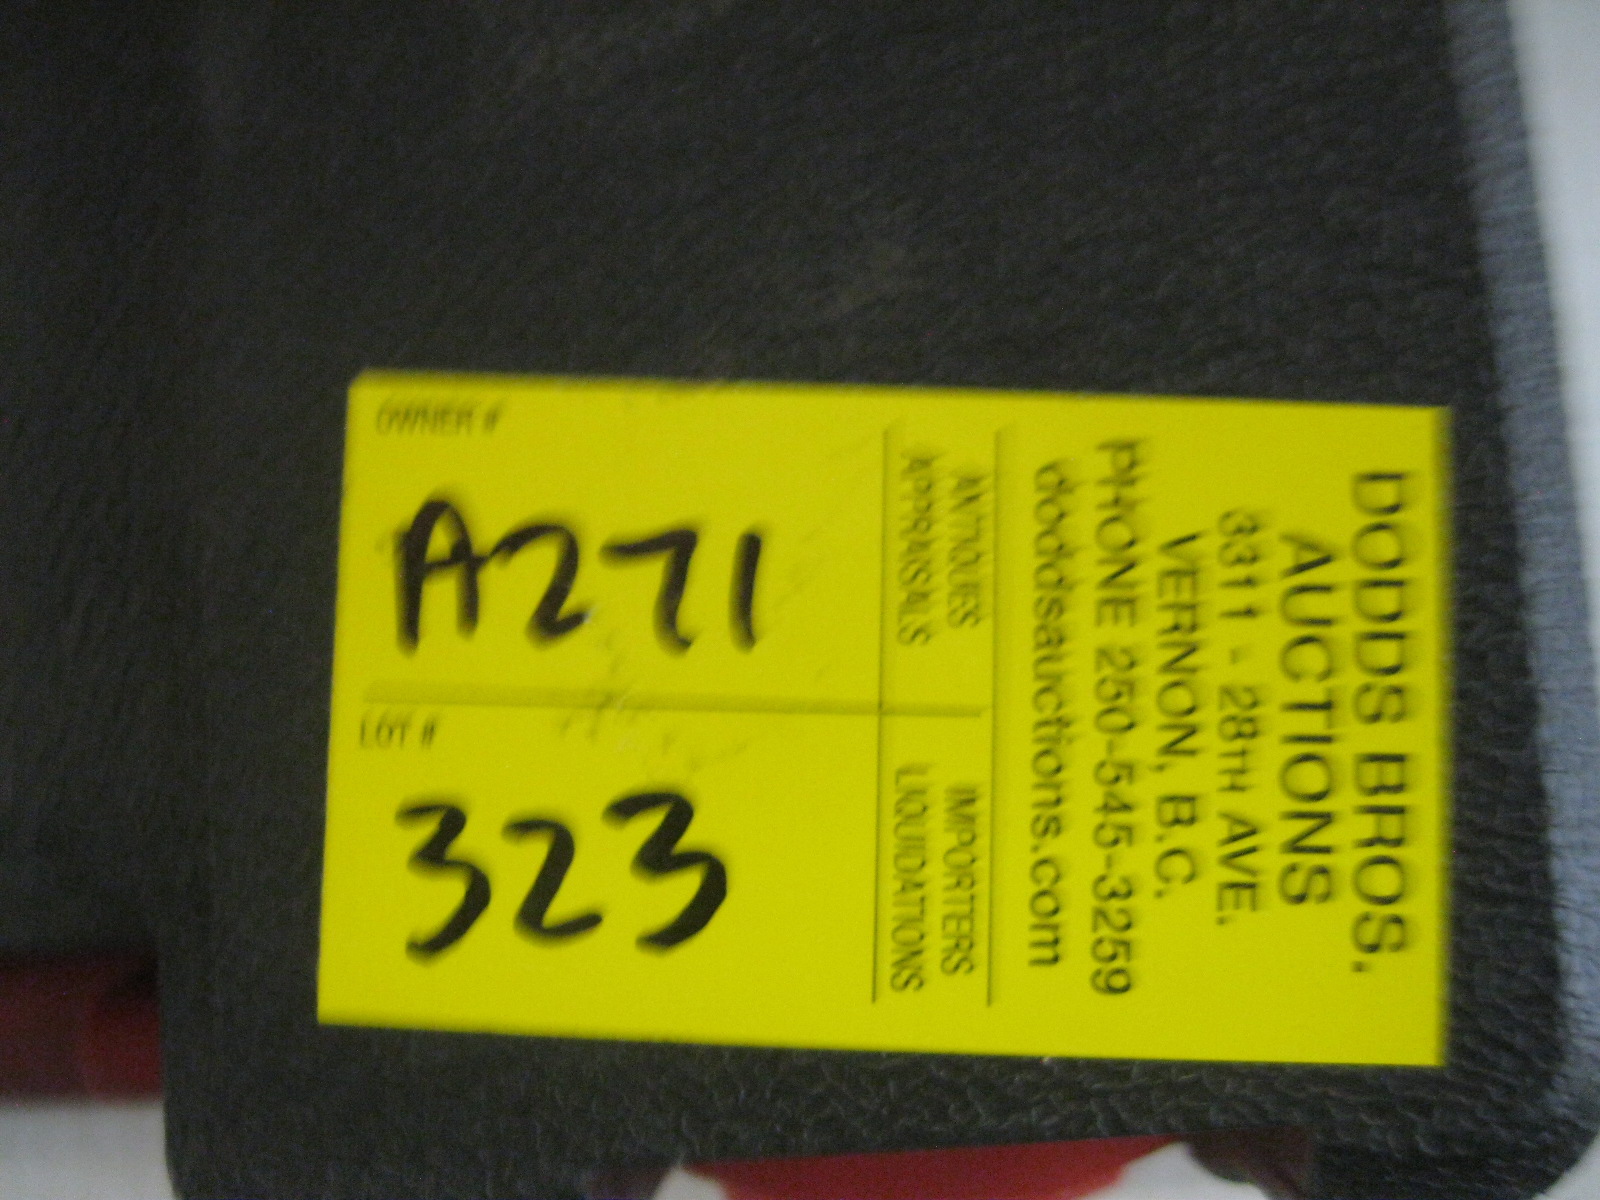 DODDS BROS.
AUCTIONS
3311 - 28TH AVE.
VERNON, B.C.
PHONE 250-545-3259
doddsauctions.com
ANTIQUES IMPORTERS
APPRAISALS LIQUIDATIONS
OWNER #
A271
LOT #
323